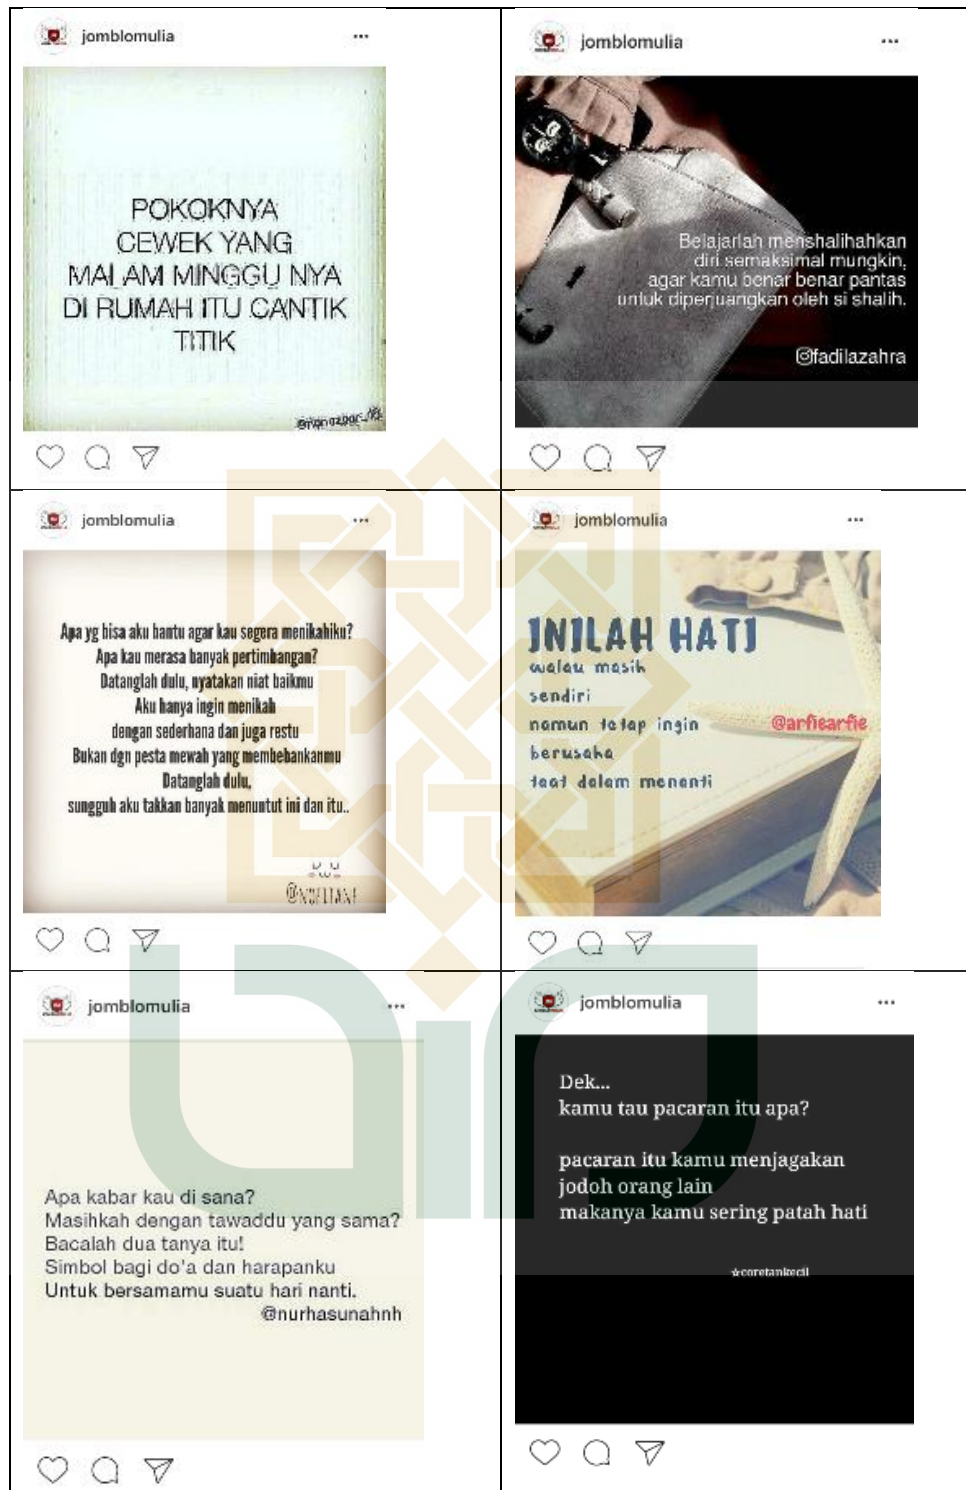 jomblomulia
POKOKNYA
CEWEK YANG
MALAM MINGGU NYA
DI RUMAH ITU CANTIK
TITIK
jomblomulia
Belajarlah menshalihahkan
diri semaksimal mungkin,
agar kamu benar benar pantas
untuk diperjuangkan oleh si shalih.
@fadilazahra
jomblomulia
Apa yg bisa aku bantu agar kau segera menikahiku?
Apa kau merasa banyak pertimbangan?
Datanglah dulu, nyatakan niat baikmu
Aku hanya ingin menikah
dengan sederhana dan juga restu
Bukan dgn pesta mewah yang membebankanmu
Datanglah dulu,
sungguh aku takkan banyak menuntut ini dan itu..
jomblomulia
INILAH HATI
walau masih
sendiri
namun tetap ingin
berusaha
taat dalam menanti
@arfiearfie
jomblomulia
Apa kabar kau di sana?
Masihkah dengan tawaddu yang sama?
Bacalah dua tanya itu!
Simbol bagi do'a dan harapanku
Untuk bersamamu suatu hari nanti.
@nurhasunahnh
jomblomulia
Dek...
kamu tau pacaran itu apa?
pacaran itu kamu menjagakan
jodoh orang lain
makanya kamu sering patah hati
☆coretankecil